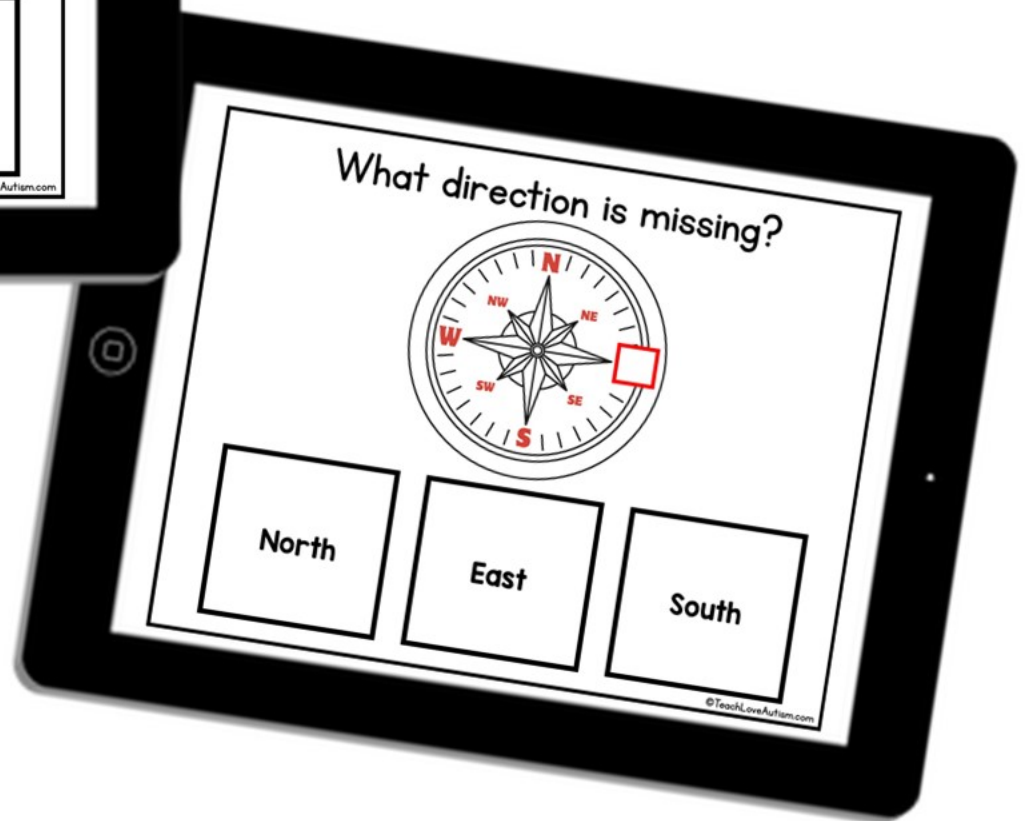 Autism.com
What direction is missing?
N
NW
NE
W
SW
SE
S
North
East
South
©TeachLoveAutism.com